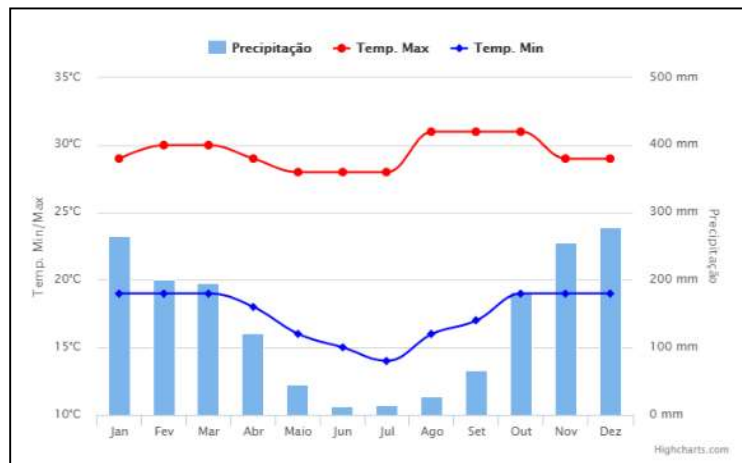 Precipitação Temp. Max Temp. Min
35°C 500 mm
30°C 400 mm
25°C 300 mm
20°C 200 mm
15°C 100 mm
10°C 0 mm
Temp. Min/Max
Precipitação
Jan Fev Mar Abr Maio Jun Jul Ago Set Out Nov Dez
Highcharts.com